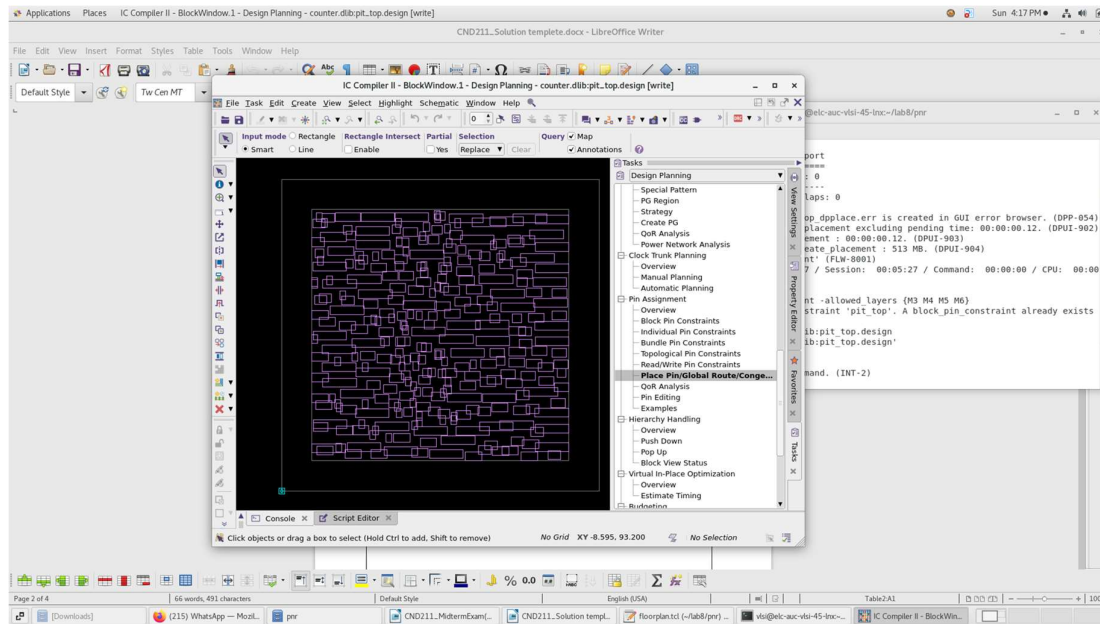 Applications Places IC Compiler II - BlockWindow.1 - Design Planning - counter.dlib:pit_top.design [write] Sun 4:17 PM
CND211_Solution templete.docx - LibreOffice Writer
File Edit View Insert Format Styles Table Tools Window Help
Default Style Tw Cen MT
IC Compiler II - BlockWindow.1 - Design Planning - counter.dlib:pit_top.design [write]
File Task Edit Create View Select Highlight Schematic Window Help
0
Input mode Rectangle Rectangle Intersect Partial Selection Query Map
Smart Line Enable Yes Replace Clear Annotations
Tasks
Design Planning
Special Pattern
PG Region
Strategy
Create PG
QoR Analysis
Power Network Analysis
Clock Trunk Planning
Overview
Manual Planning
Automatic Planning
Pin Assignment
Overview
Block Pin Constraints
Individual Pin Constraints
Bundle Pin Constraints
Topological Pin Constraints
Read/Write Pin Constraints
Place Pin/Global Route/Conge...
QoR Analysis
Pin Editing
Examples
Hierarchy Handling
Overview
Push Down
Pop Up
Block View Status
Virtual In-Place Optimization
Overview
Estimate Timing
Budgeting
View Settings
Property Editor
Favorites
Tasks
Console Script Editor
Click objects or drag a box to select (Hold Ctrl to add, Shift to remove) No Grid XY -8.595, 93.200 No Selection
@elc-auc-vlsi-45-lnx:~/lab8/pnr
port
====
: 0
----
laps: 0
op_dpplace.err is created in GUI error browser. (DPP-054)
placement excluding pending time: 00:00:00.12. (DPUI-902)
ement : 00:00:00.12. (DPUI-903)
eate_placement : 513 MB. (DPUI-904)
nt' (FLW-8001)
7 / Session: 00:05:27 / Command: 00:00:00 / CPU: 00:00
nt -allowed_layers {M3 M4 M5 M6}
straint 'pit_top'. A block_pin_constraint already exists
ib:pit_top.design
ib:pit_top.design'
mand. (INT-2)
% 0.0
Page 2 of 4 66 words, 491 characters Default Style English (USA) Table2:A1 100
[Downloads] (215) WhatsApp — Mozil... pnr CND211_MidtermExam(... CND211_Solution templ... floorplan.tcl (~/lab8/pnr) ... vlsi@elc-auc-vlsi-45-lnx:~... IC Compiler II - BlockWin...